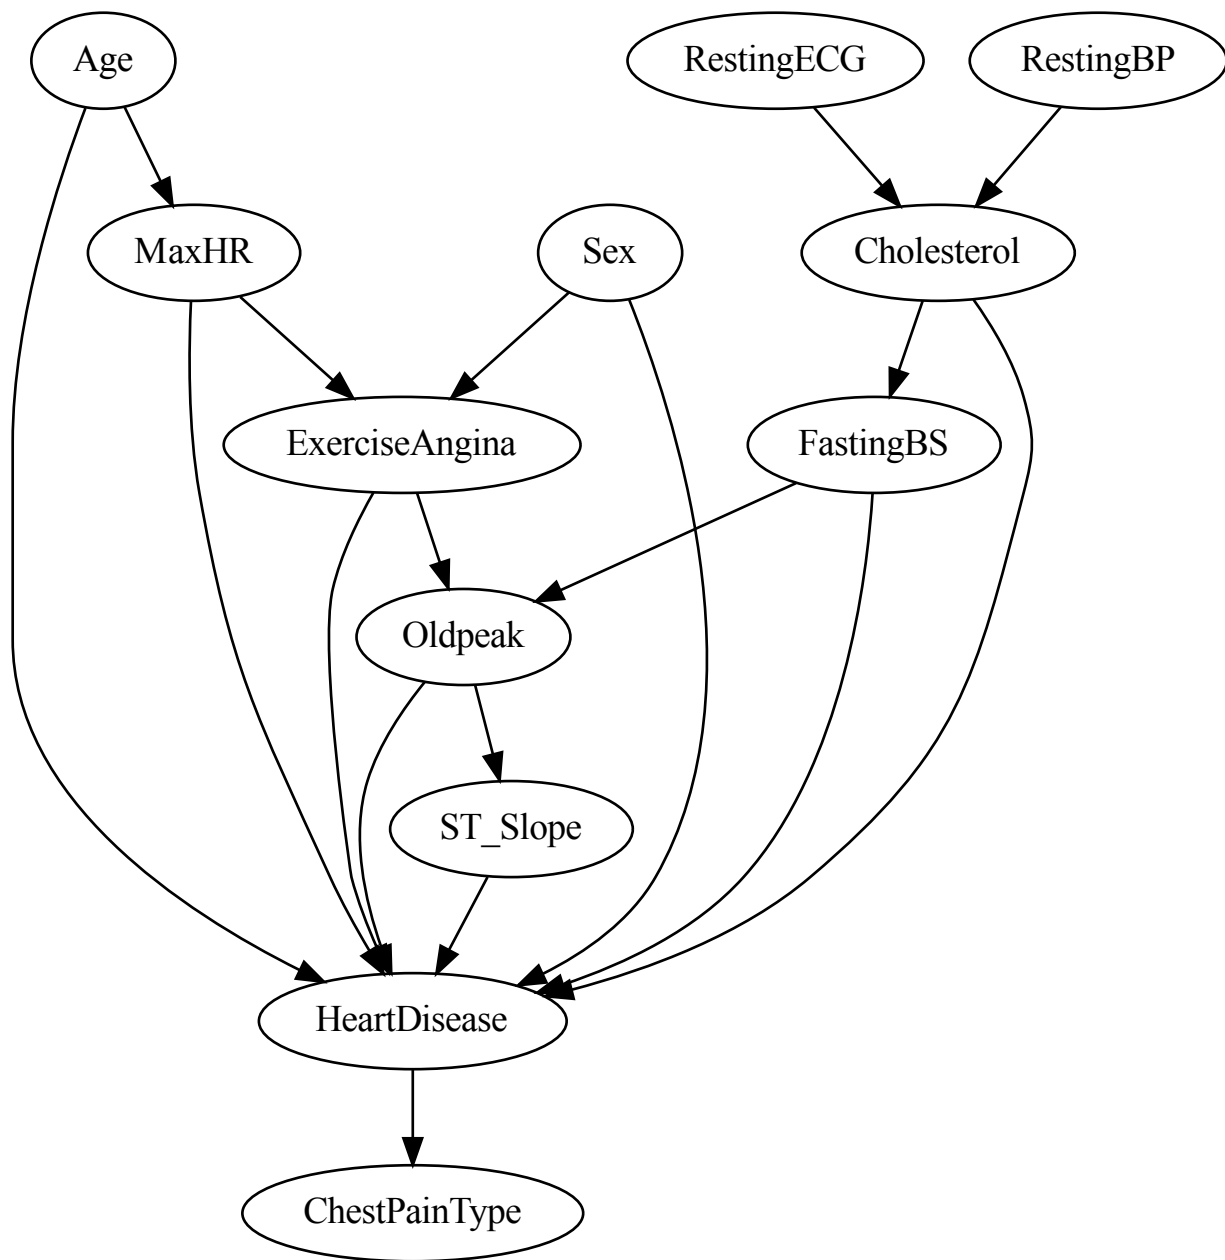 Age
RestingECG
RestingBP
MaxHR
Sex
Cholesterol
ExerciseAngina
FastingBS
Oldpeak
ST_Slope
HeartDisease
ChestPainType